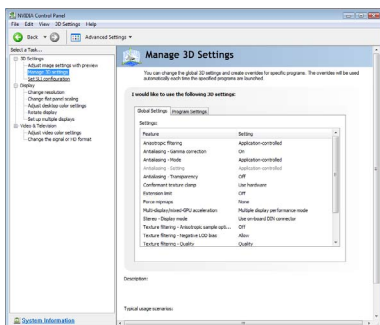 NVIDIA Control Panel
File Edit View 3D Settings Help
Back Advanced Settings
Select a Task...
3D Settings
Adjust image settings with preview
Manage 3D settings
Set SLI configuration
Display
Change resolution
Change flat panel scaling
Adjust desktop color settings
Rotate display
Set up multiple displays
Video & Television
Adjust video color settings
Change the signal or HD format
System Information
Manage 3D Settings
You can change the global 3D settings and create overrides for specific programs. The overrides will be used
automatically each time the specified programs are launched.
I would like to use the following 3D settings:
Global Settings Program Settings
Settings:
Feature Setting
Anisotropic filtering Application-controlled
Antialiasing - Gamma correction On
Antialiasing - Mode Application-controlled
Antialiasing - Setting Application-controlled
Antialiasing - Transparency Off
Conformant texture clamp Use hardware
Extension limit Off
Force mipmaps None
Multi-display/mixed-GPU acceleration Multiple display performance mode
Stereo - Display mode Use on-board DIN connector
Texture filtering - Anisotropic sample opti... Off
Texture filtering - Negative LOD bias Allow
Texture filtering - Quality Quality
Description:
Typical usage scenarios: